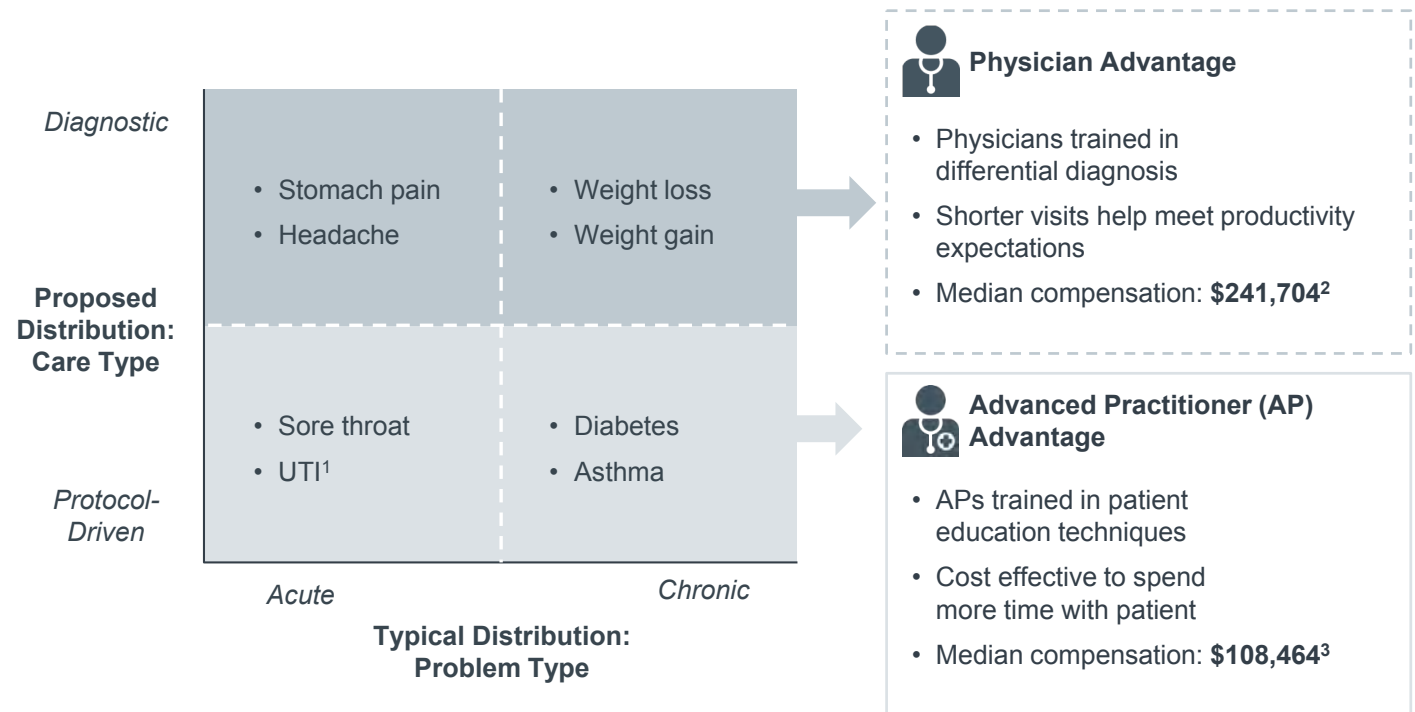 Diagnostic
Proposed
Distribution:
Care Type
Protocol-
Driven
• Stomach pain
• Headache
• Weight loss
• Weight gain
• Sore throat
• UTI¹
• Diabetes
• Asthma
Acute
Chronic
Typical Distribution:
Problem Type
Physician Advantage
• Physicians trained in
differential diagnosis
• Shorter visits help meet productivity
expectations
• Median compensation: $241,704²
Advanced Practitioner (AP)
Advantage
• APs trained in patient
education techniques
• Cost effective to spend
more time with patient
• Median compensation: $108,464³